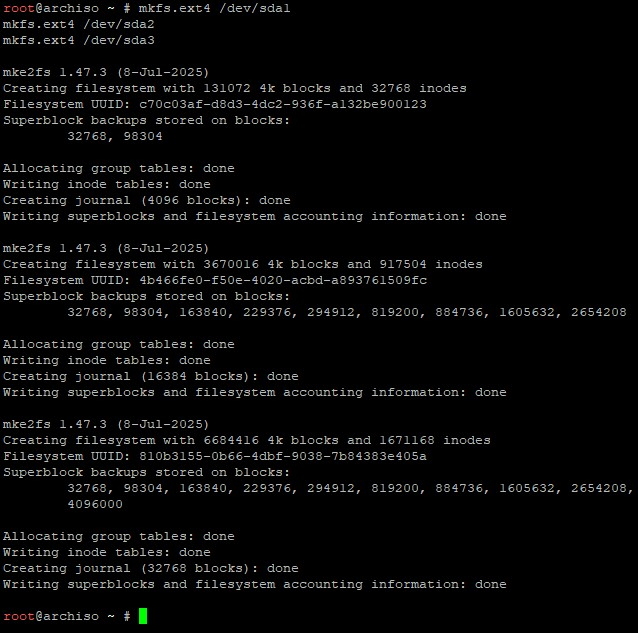 root@archiso ~ # mkfs.ext4 /dev/sda1
mkfs.ext4 /dev/sda2
mkfs.ext4 /dev/sda3
mke2fs 1.47.3 (8-Jul-2025)
Creating filesystem with 131072 4k blocks and 32768 inodes
Filesystem UUID: c70c03af-d8d3-4dc2-936f-a132be900123
Superblock backups stored on blocks:
32768, 98304
Allocating group tables: done
Writing inode tables: done
Creating journal (4096 blocks): done
Writing superblocks and filesystem accounting information: done
mke2fs 1.47.3 (8-Jul-2025)
Creating filesystem with 3670016 4k blocks and 917504 inodes
Filesystem UUID: 4b466fe0-f50e-4020-acbd-a893761509fc
Superblock backups stored on blocks:
32768, 98304, 163840, 229376, 294912, 819200, 884736, 1605632, 2654208
Allocating group tables: done
Writing inode tables: done
Creating journal (16384 blocks): done
Writing superblocks and filesystem accounting information: done
mke2fs 1.47.3 (8-Jul-2025)
Creating filesystem with 6684416 4k blocks and 1671168 inodes
Filesystem UUID: 810b3155-0b66-4dbf-9038-7b84383e405a
Superblock backups stored on blocks:
32768, 98304, 163840, 229376, 294912, 819200, 884736, 1605632, 2654208,
4096000
Allocating group tables: done
Writing inode tables: done
Creating journal (32768 blocks): done
Writing superblocks and filesystem accounting information: done
root@archiso ~ #